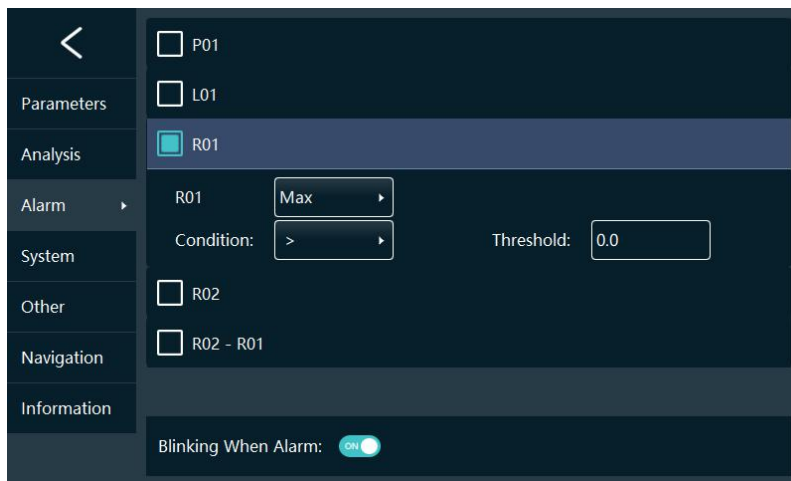 P01
Parameters
L01
Analysis
R01
Alarm
R01 Max
System
Condition: > Threshold: 0.0
Other
R02
Navigation
R02 - R01
Information
Blinking When Alarm: ON